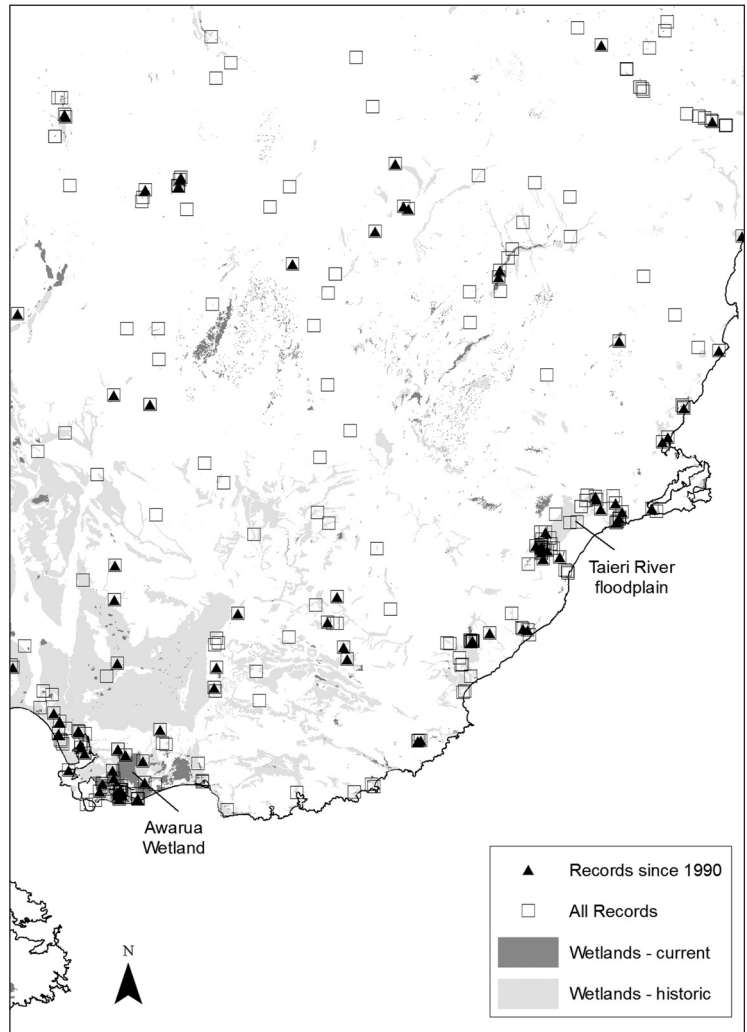 Taieri River
floodplain
Awarua
Wetland
N
Records since 1990
All Records
Wetlands - current
Wetlands - historic